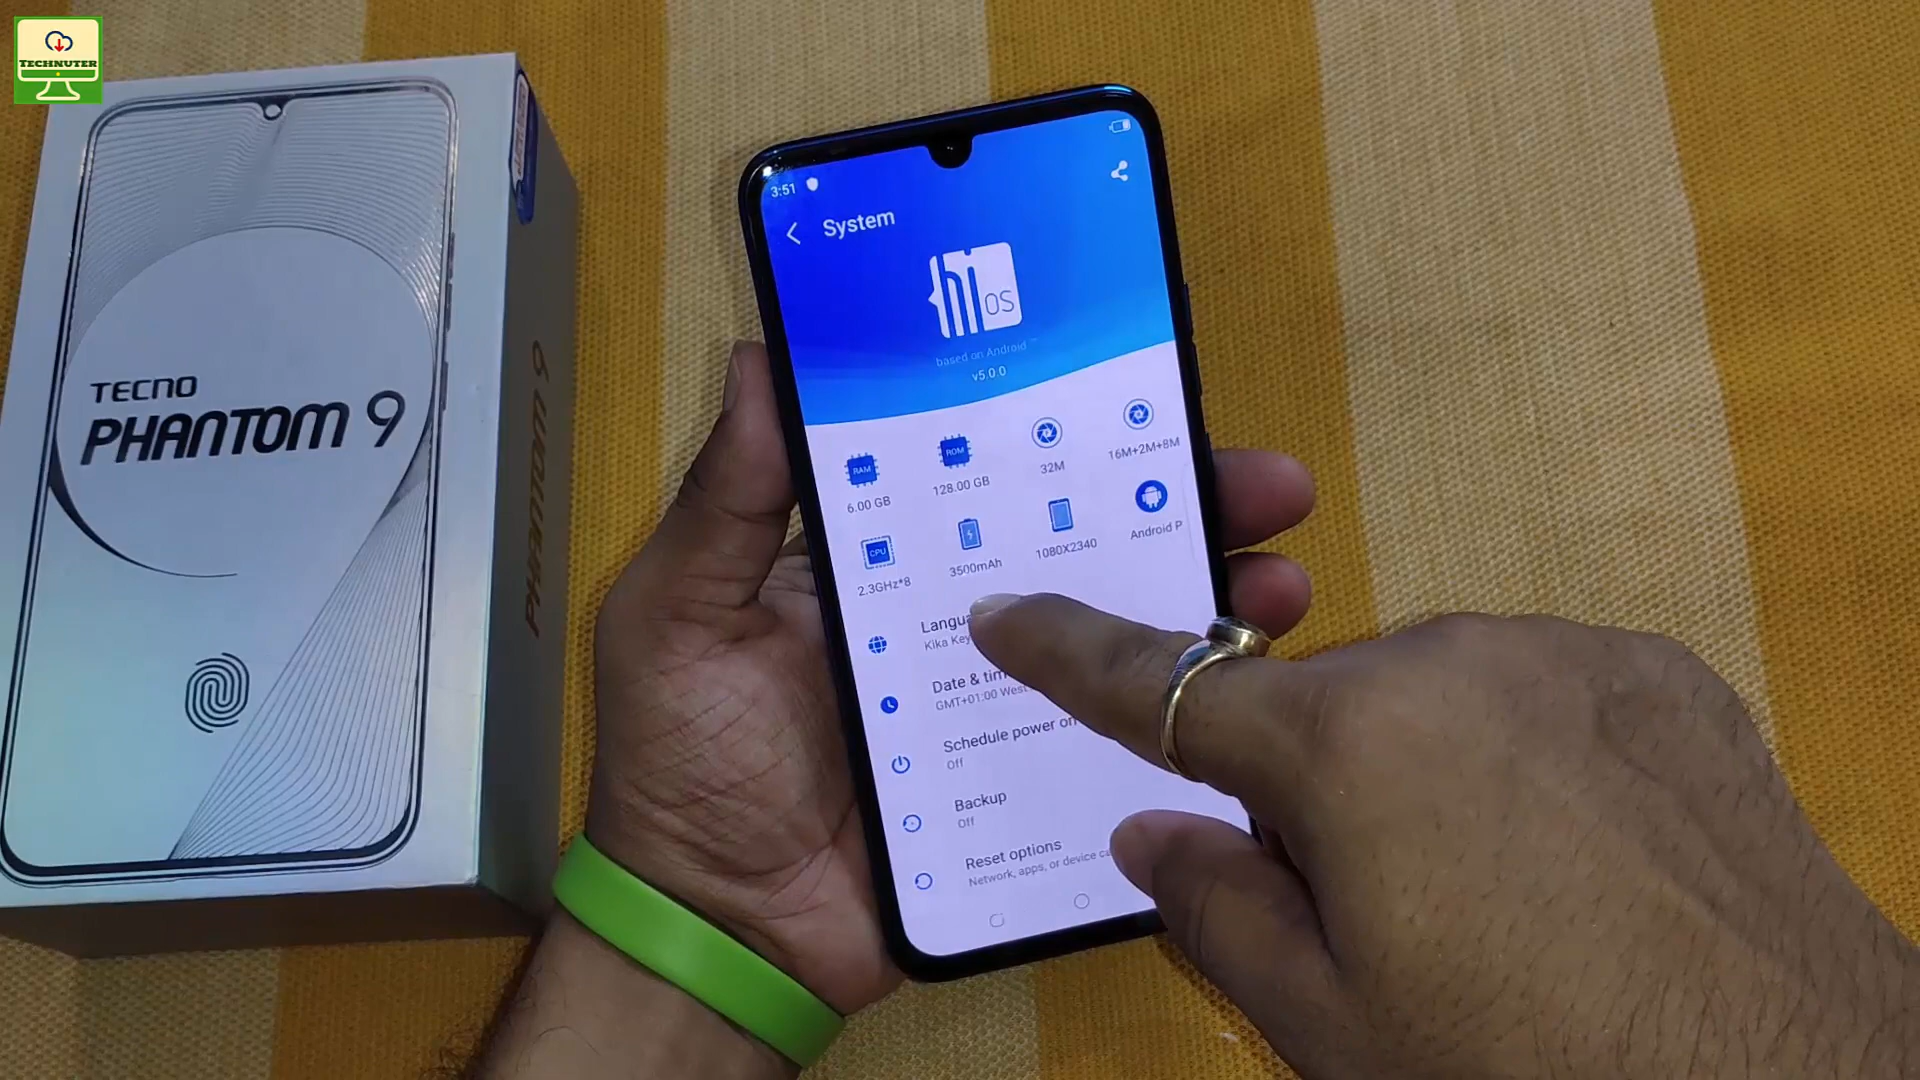 TECHNUTER
TECNO
PHANTOM 9
PHANTOM 9
3:51
System
hi OS
based on Android
v5.0.0
RAM
6.00 GB
ROM
128.00 GB
32M
16M+2M+8M
CPU
2.3GHz*8
3500mAh
1080X2340
Android P
Langua
Kika Key
Date & tim
GMT+01:00 West
Schedule power on
Off
Backup
Off
Reset options
Network, apps, or device ca